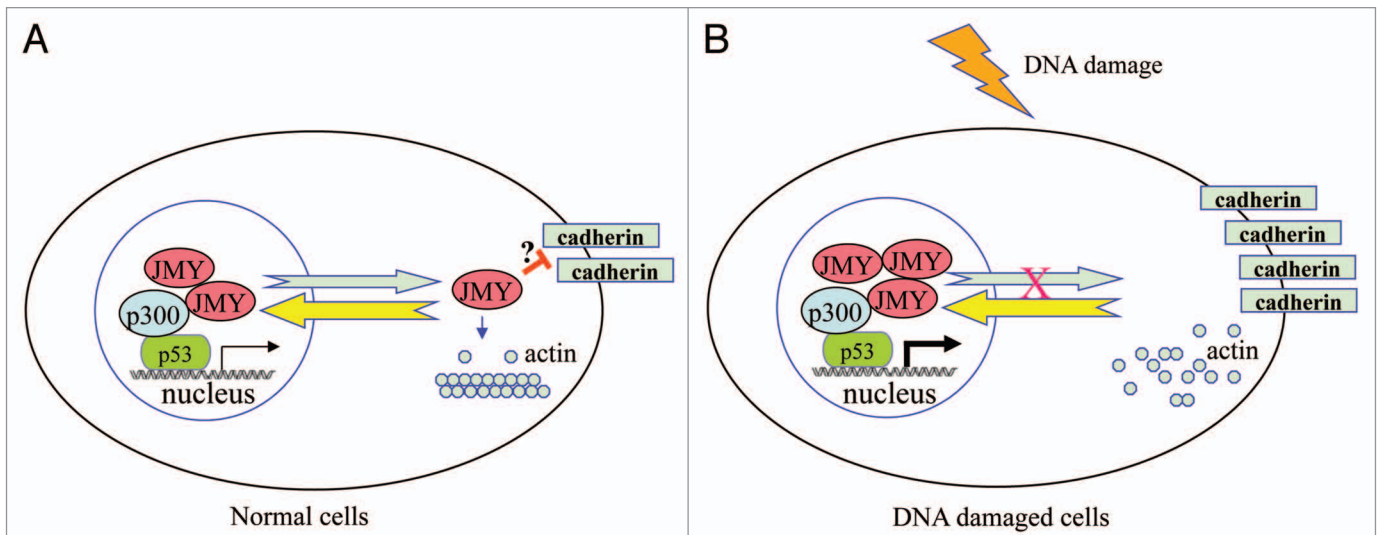 A
JMY
JMY
p300
p53
nucleus
JMY
?
cadherin
cadherin
actin
Normal cells
B
DNA damage
JMY
JMY
JMY
p300
p53
nucleus
X
cadherin
cadherin
cadherin
cadherin
actin
DNA damaged cells